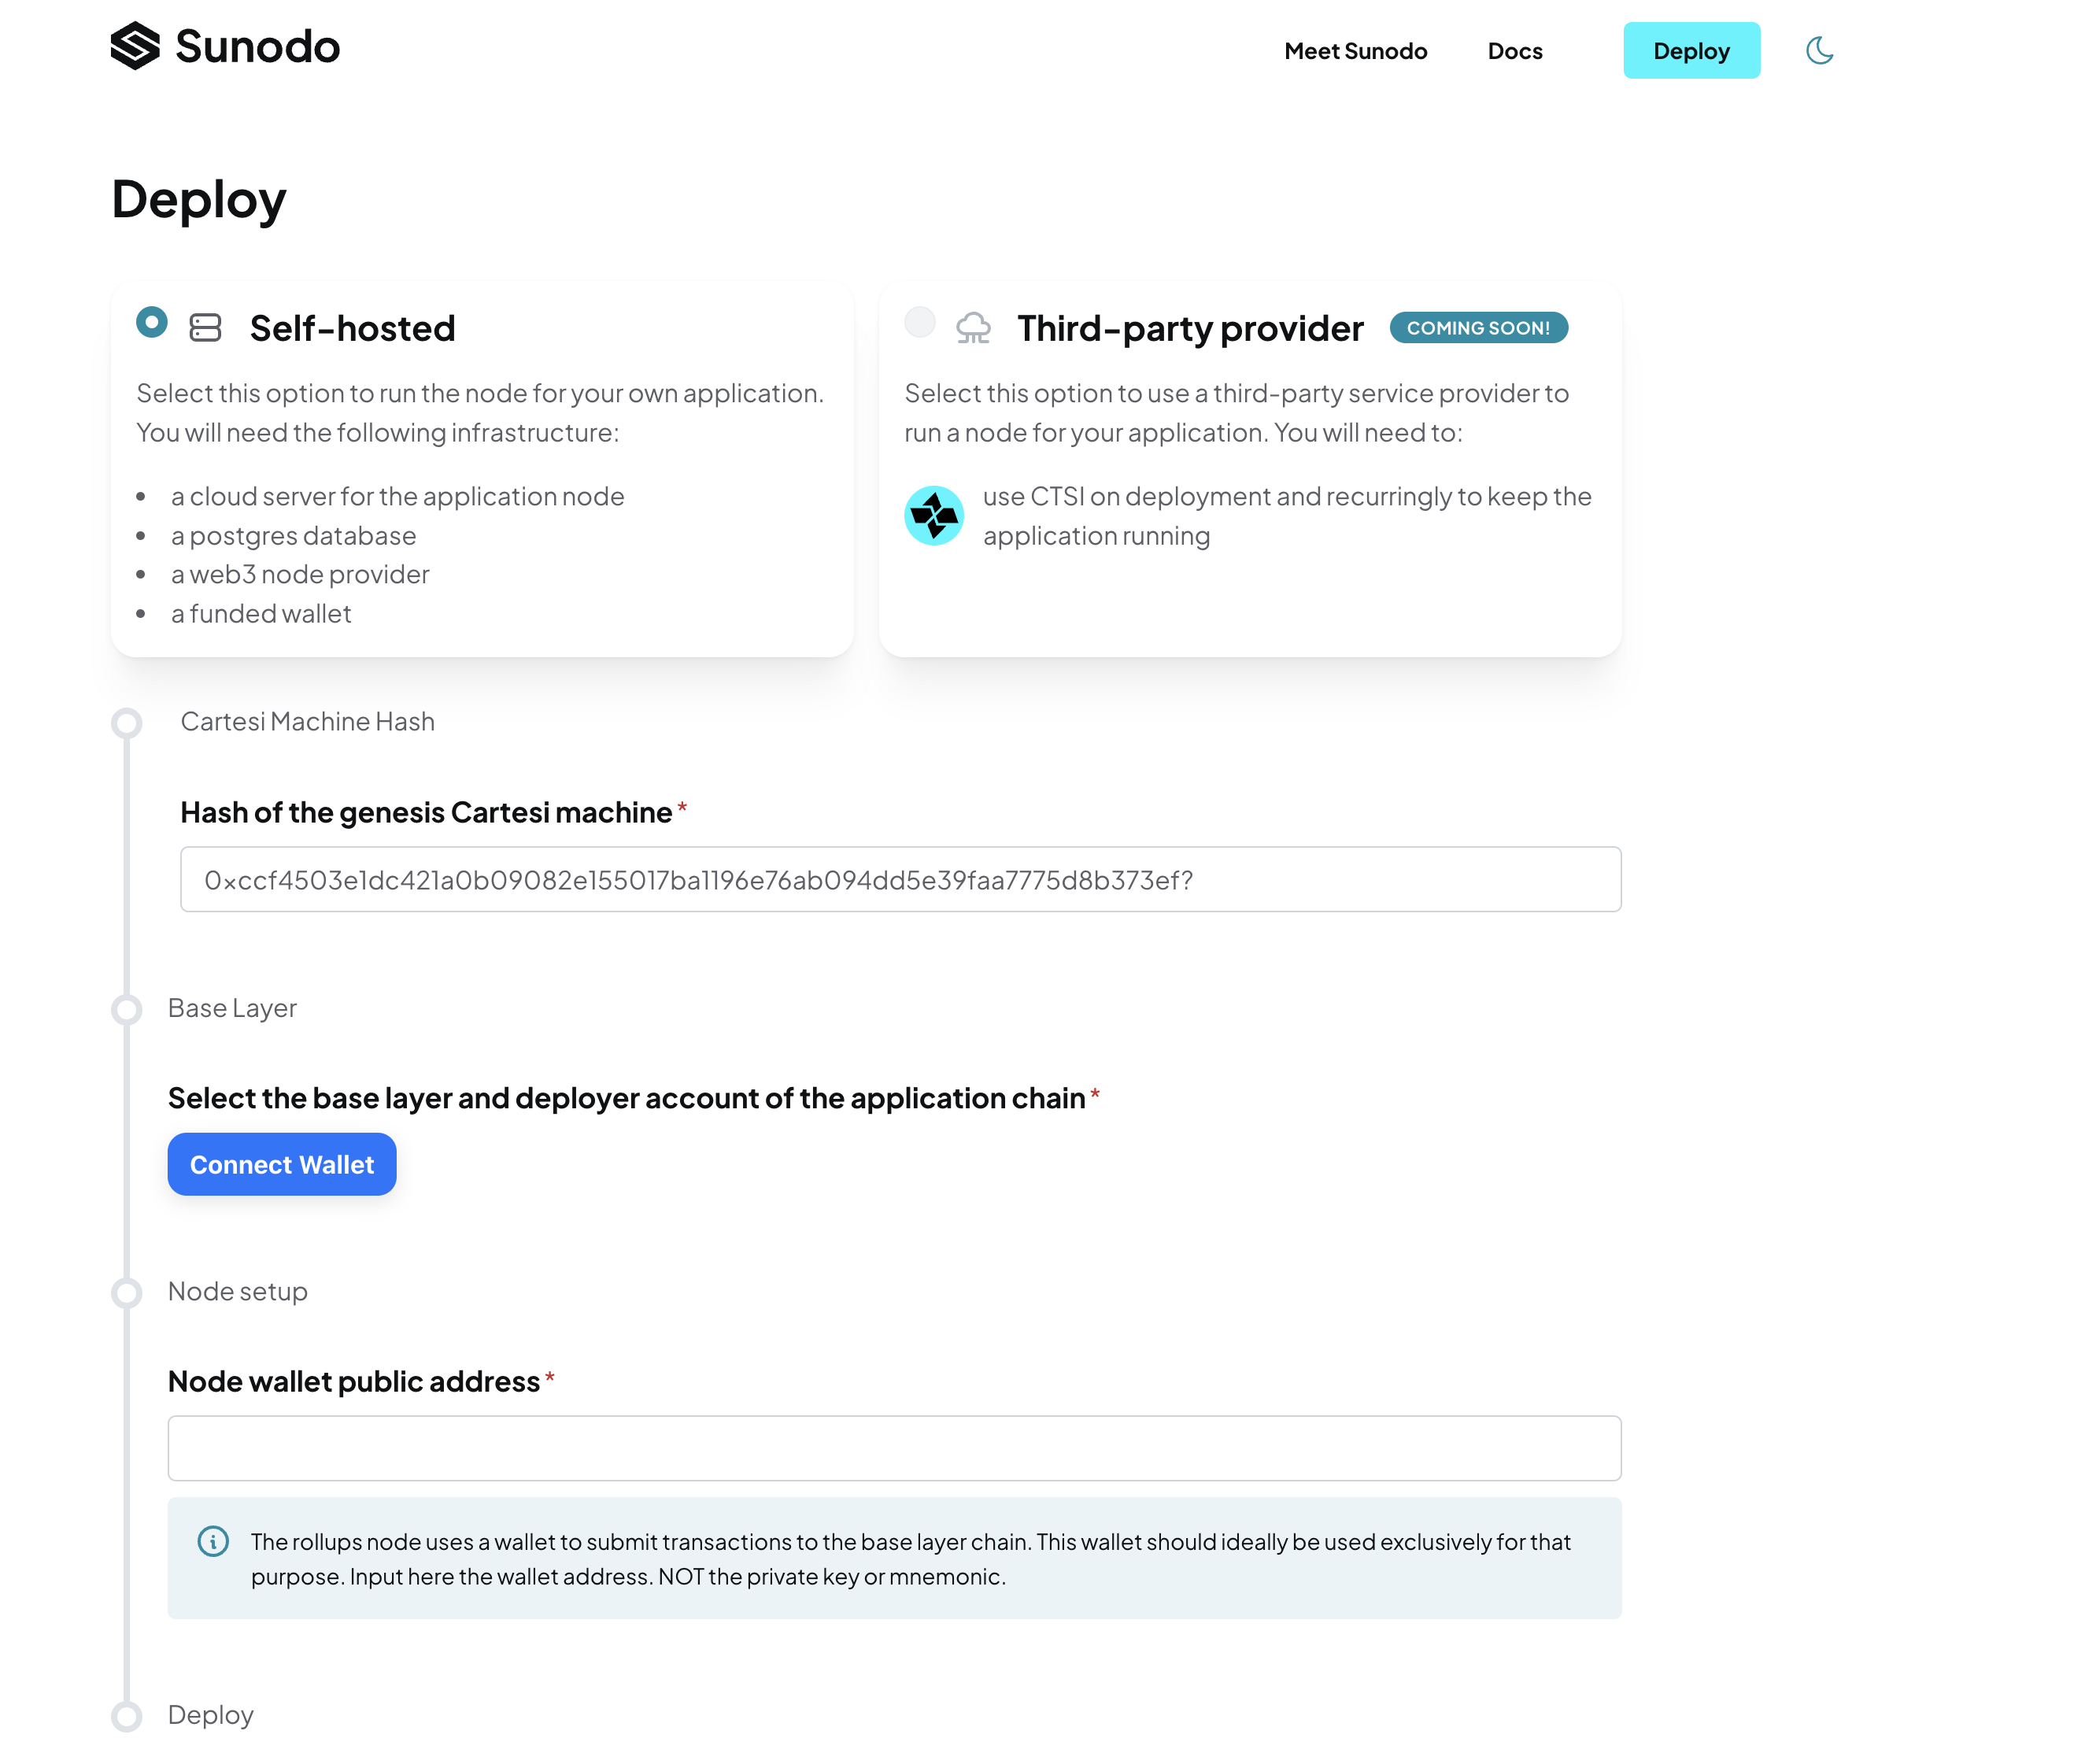 Sunodo
Meet Sunodo
Docs
Deploy
Deploy
Self-hosted
Select this option to run the node for your own application.
You will need the following infrastructure:
• a cloud server for the application node
• a postgres database
• a web3 node provider
• a funded wallet
Third-party provider
COMING SOON!
Select this option to use a third-party service provider to
run a node for your application. You will need to:
use CTSI on deployment and recurringly to keep the
application running
Cartesi Machine Hash
Hash of the genesis Cartesi machine*
0xccf4503e1dc421a0b09082e155017ba1196e76ab094dd5e39faa7775d8b373ef?
Base Layer
Select the base layer and deployer account of the application chain*
Connect Wallet
Node setup
Node wallet public address*
The rollups node uses a wallet to submit transactions to the base layer chain. This wallet should ideally be used exclusively for that
purpose. Input here the wallet address. NOT the private key or mnemonic.
Deploy